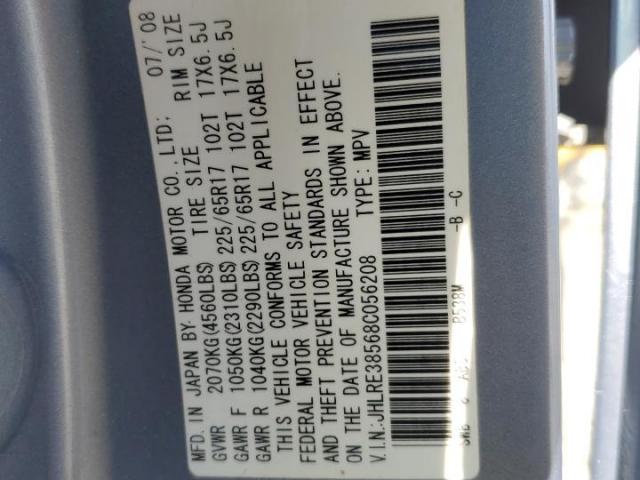 MFD. IN JAPAN BY HONDA MOTOR CO., LTD: 07/'08
GVWR 2070KG(4560LBS) TIRE SIZE RIM SIZE
GAWR F 1050KG(2310LBS) 225/65R17 102T 17X6.5J
GAWR R 1040KG(2290LBS) 225/65R17 102T 17X6.5J
THIS VEHICLE CONFORMS TO ALL APPLICABLE
FEDERAL MOTOR VEHICLE SAFETY
AND THEFT PREVENTION STANDARDS IN EFFECT
ON THE DATE OF MANUFACTURE SHOWN ABOVE.
V.I.N.:JHLRE38568C056208 TYPE: MPV
B538M -B -C